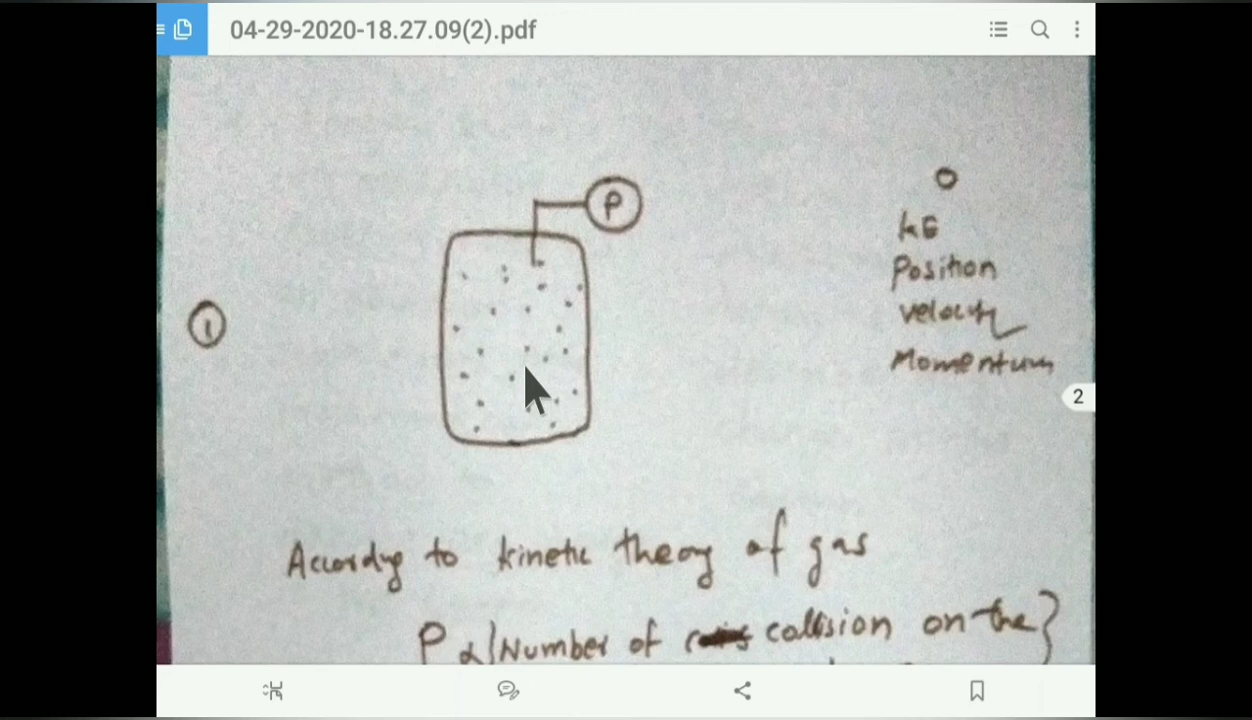 04-29-2020-18.27.09(2).pdf
P
KE
Position
velocity
Momentum
1
2
According to kinetic theory of gas
P α {Number of collision on the}